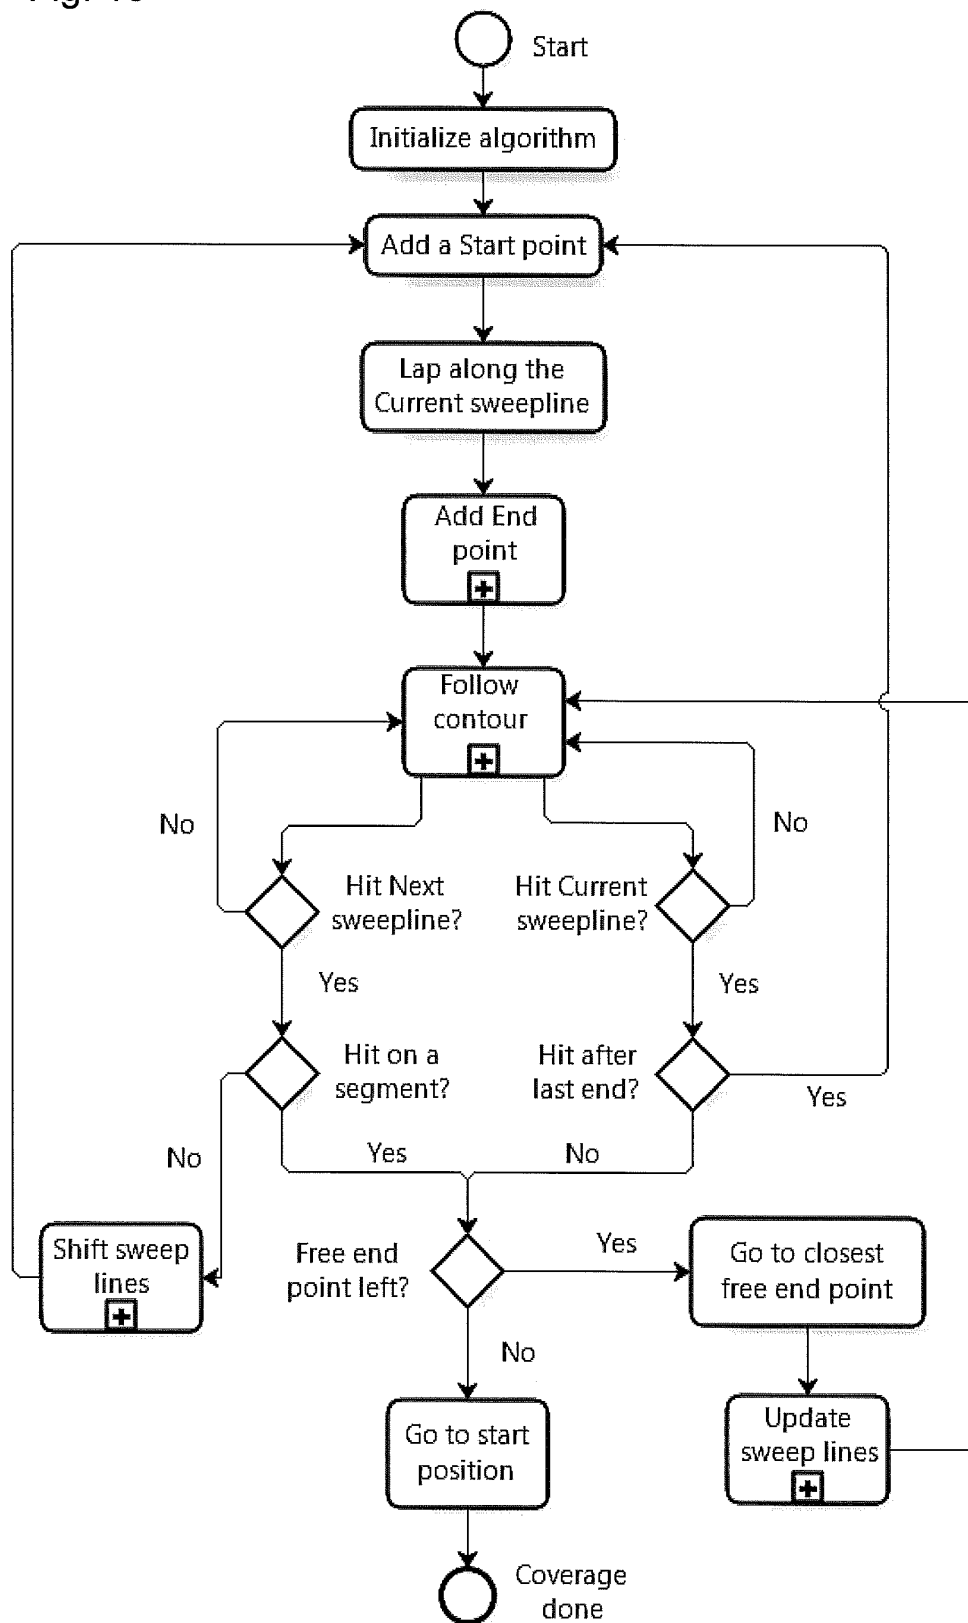 Start
Initialize algorithm
Add a Start point
Lap along the
Current sweepline
Add End
point
Follow
contour
No
No
Hit Next
sweepline?
Hit Current
sweepline?
Yes
Yes
Hit on a
segment?
Hit after
last end?
Yes
No
Yes
No
Shift sweep
lines
Free end
point left?
Yes
Go to closest
free end point
No
Go to start
position
Update
sweep lines
Coverage
done